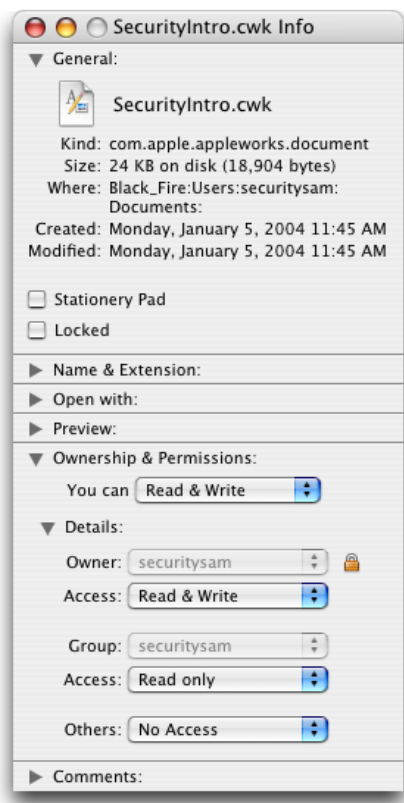 SecurityIntro.cwk Info
General:
SecurityIntro.cwk
Kind: com.apple.appleworks.document
Size: 24 KB on disk (18,904 bytes)
Where: Black_Fire:Users:securitysam:
Documents:
Created: Monday, January 5, 2004 11:45 AM
Modified: Monday, January 5, 2004 11:45 AM
Stationery Pad
Locked
Name & Extension:
Open with:
Preview:
Ownership & Permissions:
You can Read & Write
Details:
Owner: securitysam
Access: Read & Write
Group: securitysam
Access: Read only
Others: No Access
Comments: